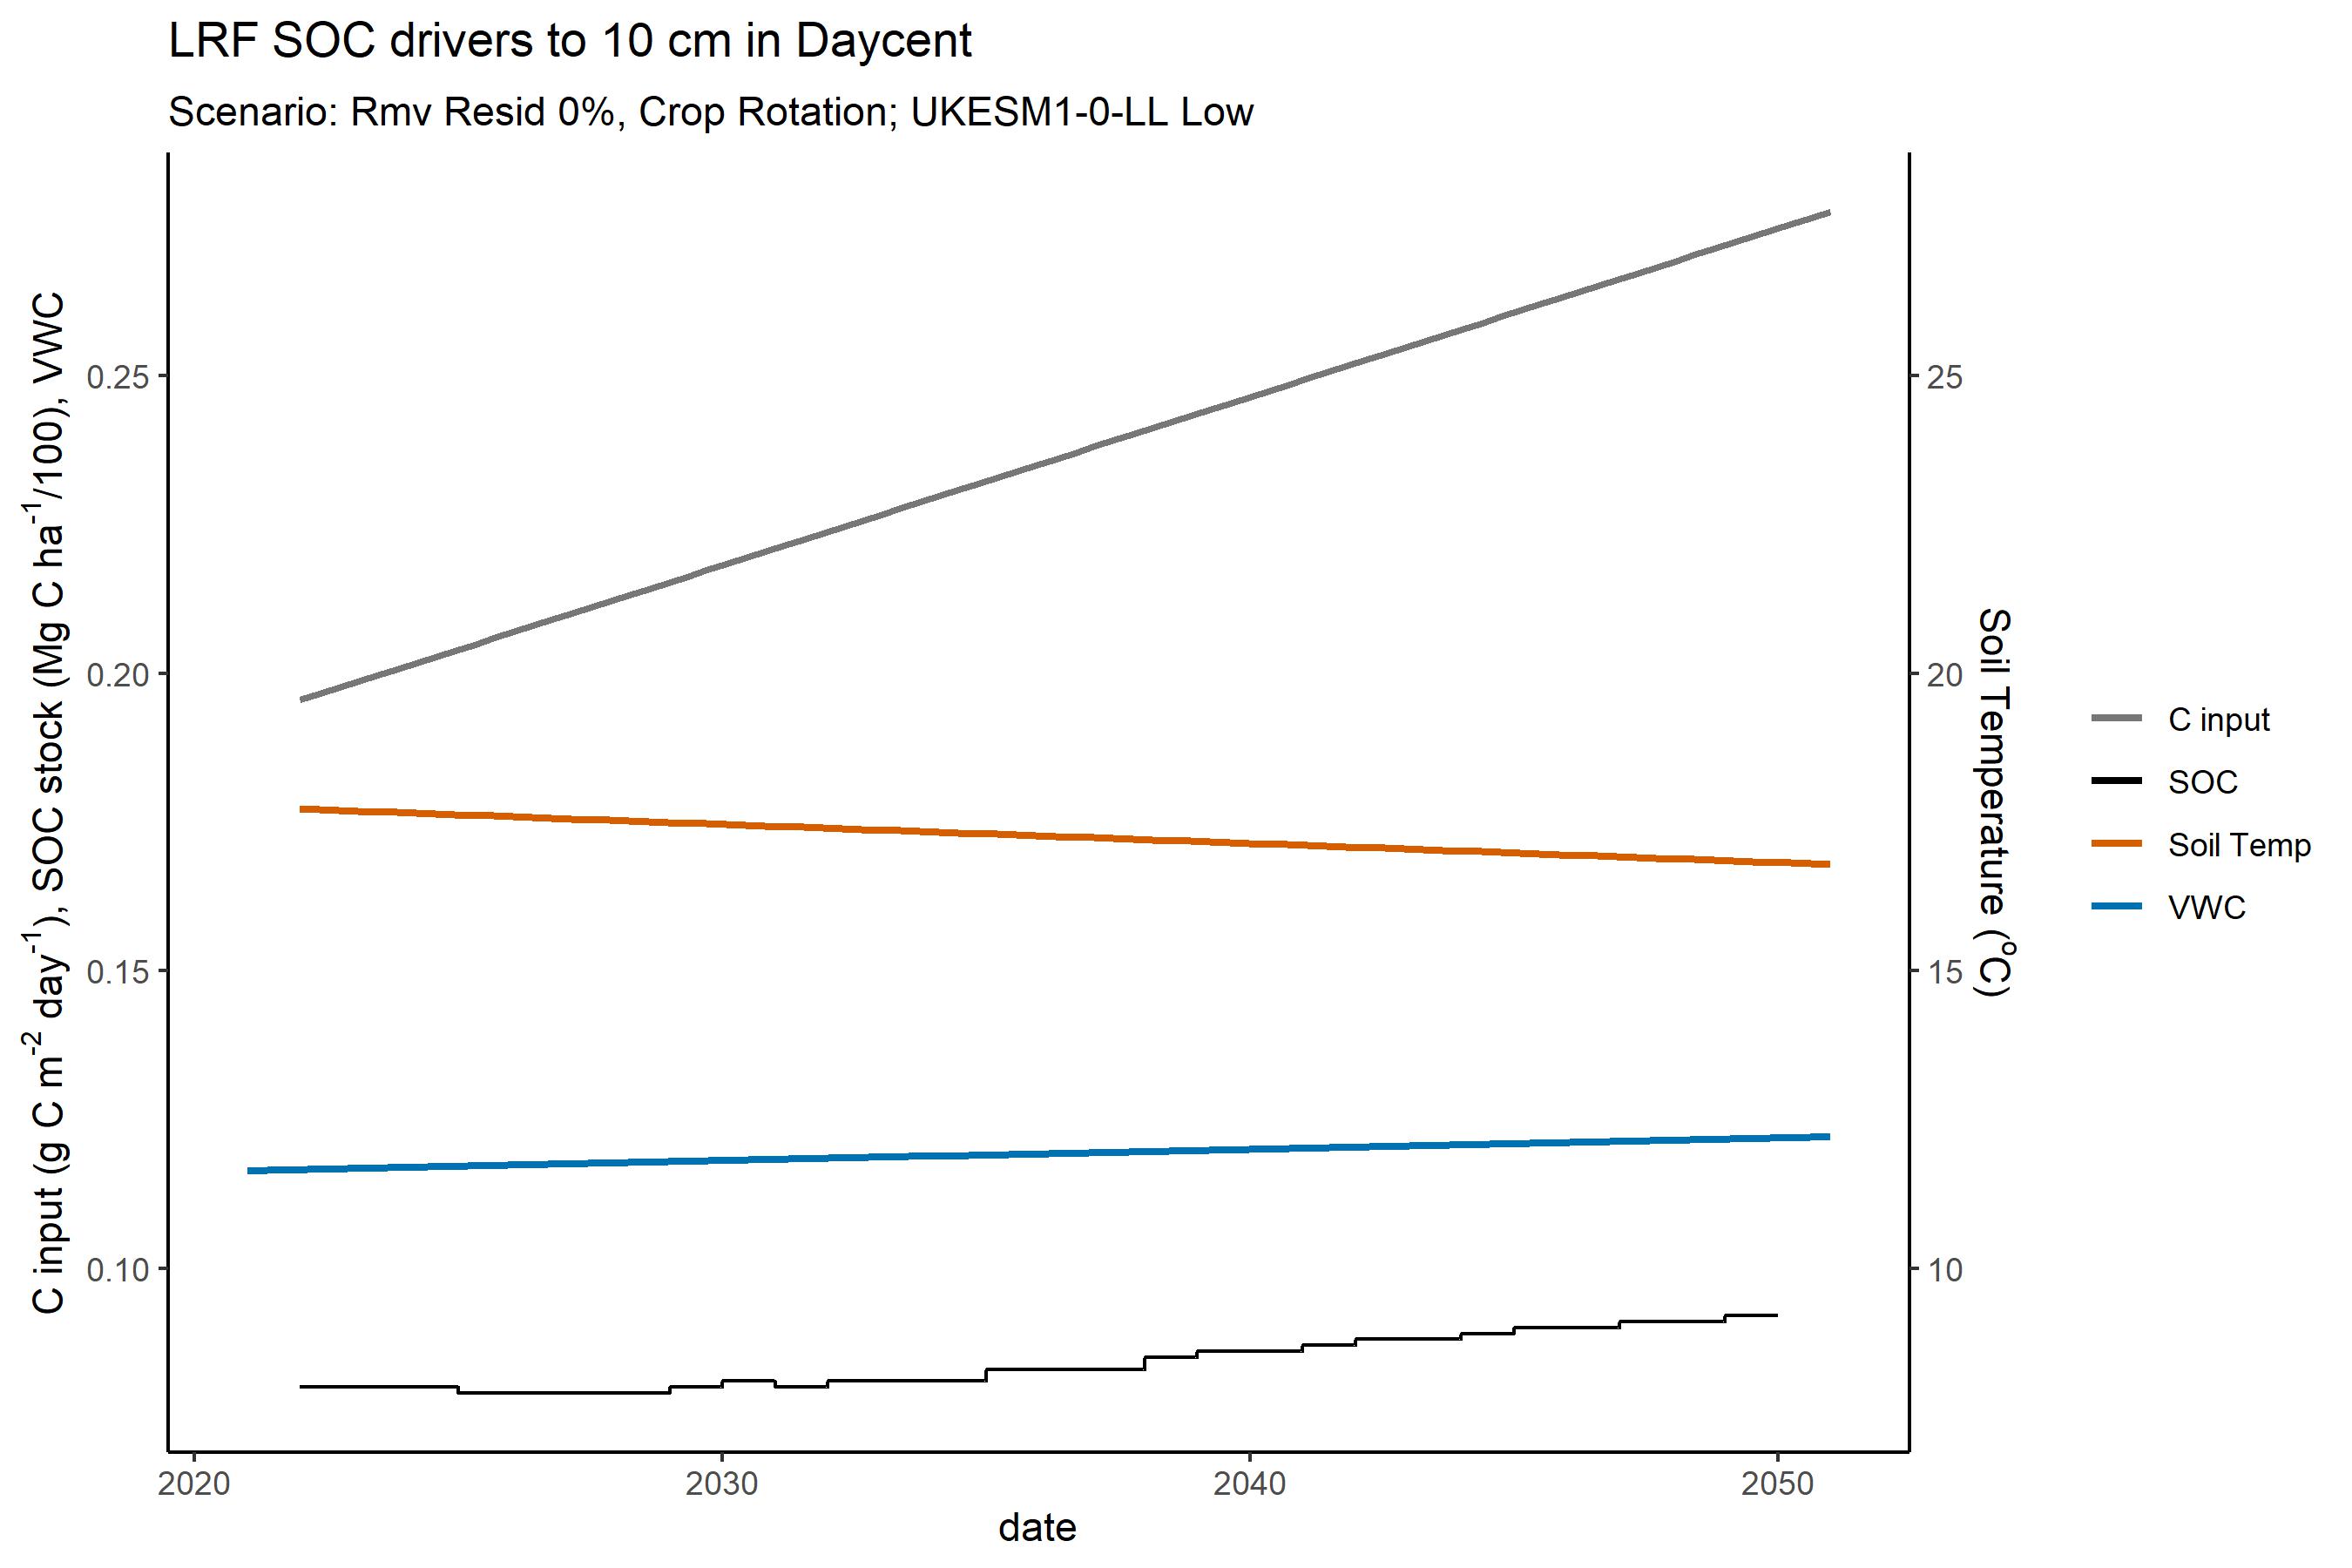 LRF SOC drivers to 10 cm in Daycent
Scenario: Rmv Resid 0%, Crop Rotation; UKESM1-0-LL Low
C input (g C m⁻² day⁻¹), SOC stock (Mg C ha⁻¹/100), VWC
0.25
0.20
0.15
0.10
25
20
15
10
Soil Temperature (ºC)
C input
SOC
Soil Temp
VWC
2020
2030
2040
2050
date